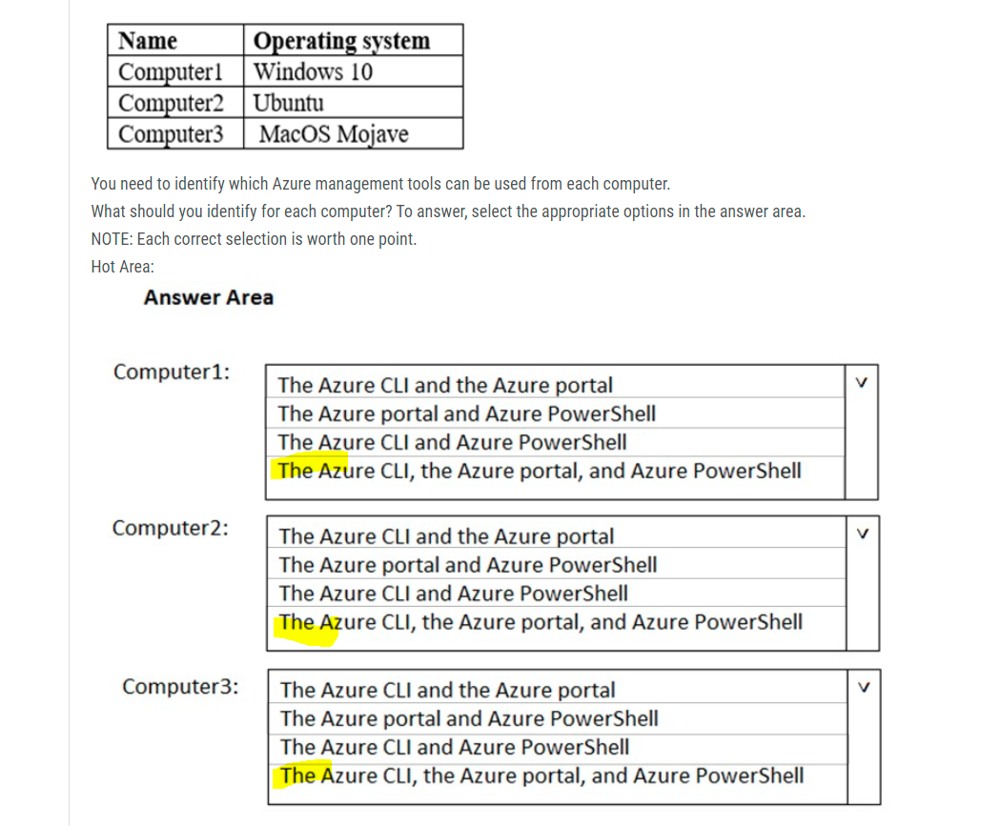 Name Operating system
Computer1 Windows 10
Computer2 Ubuntu
Computer3 MacOS Mojave
You need to identify which Azure management tools can be used from each computer.
What should you identify for each computer? To answer, select the appropriate options in the answer area.
NOTE: Each correct selection is worth one point.
Hot Area:
Answer Area
Computer1:
The Azure CLI and the Azure portal
The Azure portal and Azure PowerShell
The Azure CLI and Azure PowerShell
The Azure CLI, the Azure portal, and Azure PowerShell
Computer2:
The Azure CLI and the Azure portal
The Azure portal and Azure PowerShell
The Azure CLI and Azure PowerShell
The Azure CLI, the Azure portal, and Azure PowerShell
Computer3:
The Azure CLI and the Azure portal
The Azure portal and Azure PowerShell
The Azure CLI and Azure PowerShell
The Azure CLI, the Azure portal, and Azure PowerShell